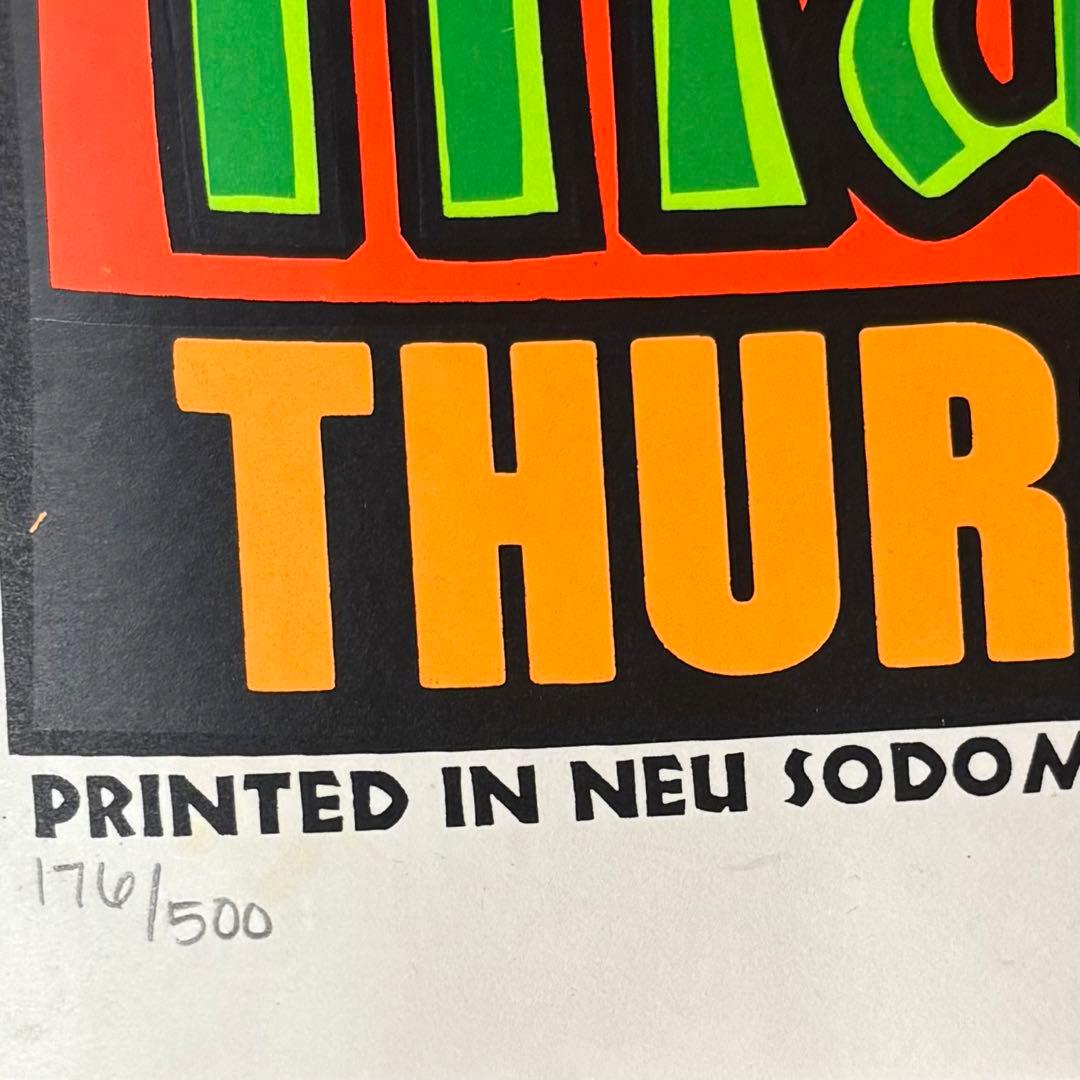 THUR
PRINTED IN NEU SODOM
176/500